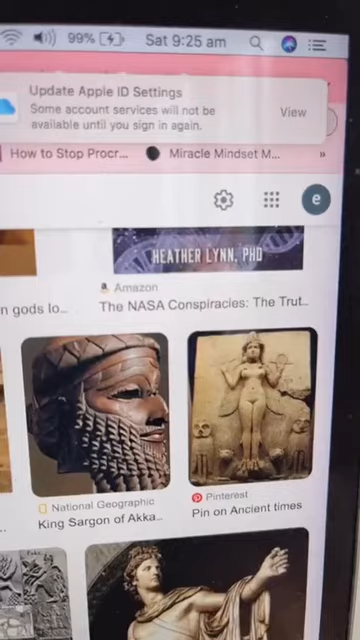 99% Sat 9:25 am
Update Apple ID Settings
Some account services will not be
available until you sign in again.
View
How to Stop Procr...
Miracle Mindset M...
»
e
HEATHER LYNN, PHD
Amazon
n gods lo...
The NASA Conspiracies: The Trut...
National Geographic
King Sargon of Akka...
Pinterest
Pin on Ancient times